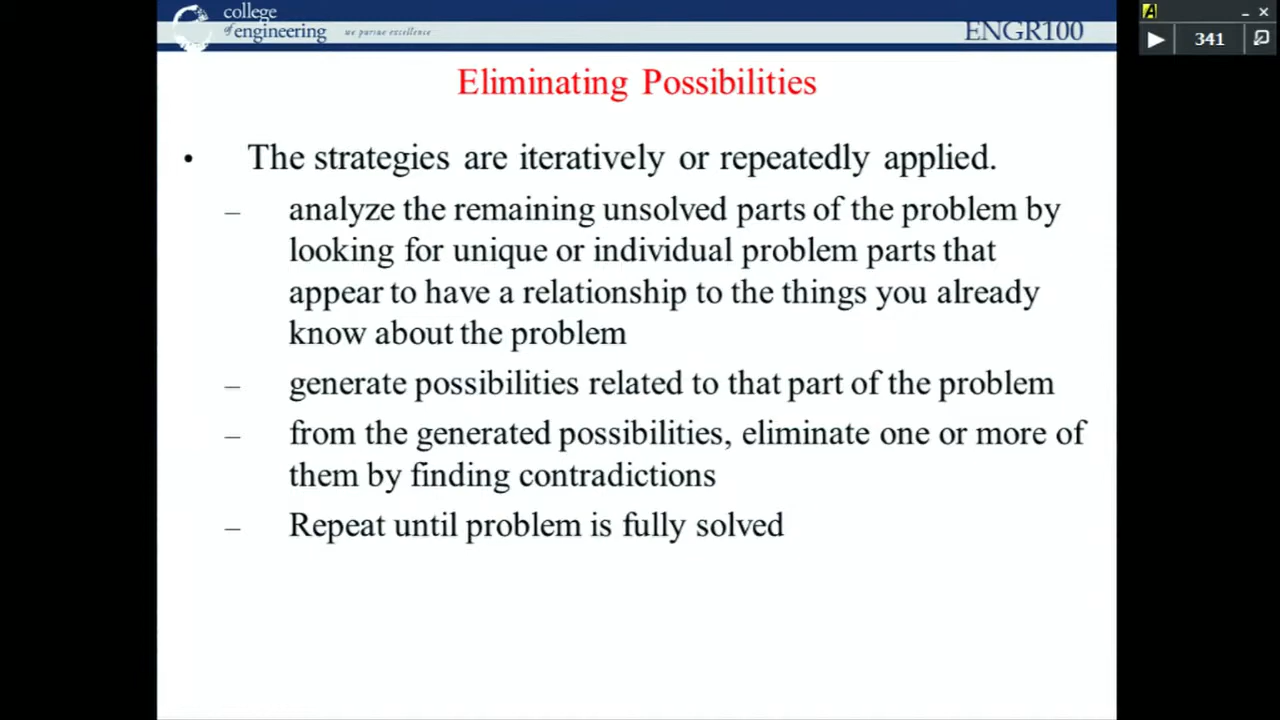 college
of engineering we pursue excellence
ENGR100
341
Eliminating Possibilities
• The strategies are iteratively or repeatedly applied.
– analyze the remaining unsolved parts of the problem by
looking for unique or individual problem parts that
appear to have a relationship to the things you already
know about the problem
– generate possibilities related to that part of the problem
– from the generated possibilities, eliminate one or more of
them by finding contradictions
– Repeat until problem is fully solved